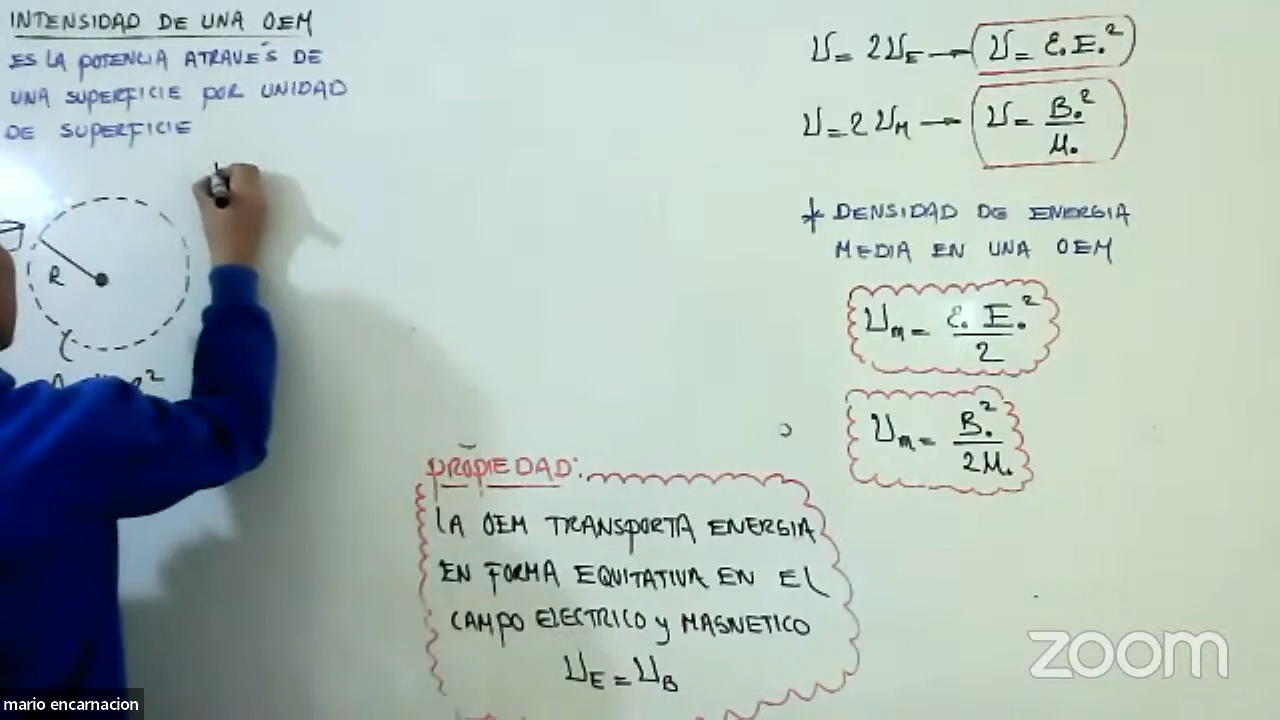 INTENSIDAD DE UNA OEM
ES LA POTENCIA ATRAVÉS DE
UNA SUPERFICIE POR UNIDAD
DE SUPERFICIE
R
U = 2U_E → U = ε₀E₀²
U = 2U_M → U = B₀²/μ₀
* DENSIDAD DE ENERGIA
MEDIA EN UNA OEM
U_m = ε₀E₀²/2
U_m = B₀²/2μ₀
PROPIEDAD:
LA OEM TRANSPORTA ENERGIA
EN FORMA EQUITATIVA EN EL
CAMPO ELECTRICO y MAGNETICO
U_E = U_B
zoom
mario encarnacion